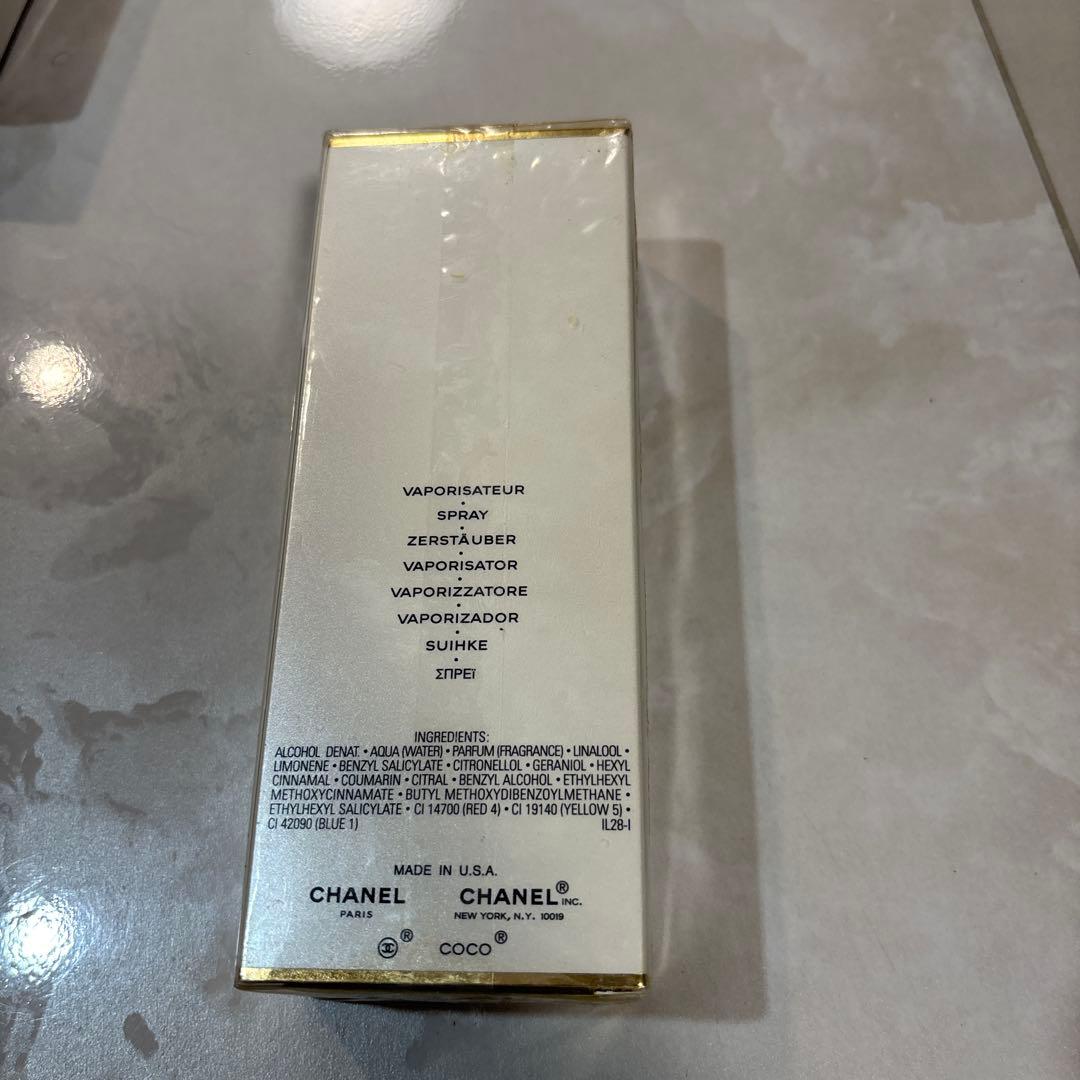 VAPORISATEUR
•
SPRAY
•
ZERSTÄUBER
•
VAPORISATOR
•
VAPORIZZATORE
•
VAPORIZADOR
•
SUIHKE
•
ΣΠΡΕΪ
INGREDIENTS:
ALCOHOL DENAT. • AQUA (WATER) • PARFUM (FRAGRANCE) • LINALOOL •
LIMONENE • BENZYL SALICYLATE • CITRONELLOL • GERANIOL • HEXYL
CINNAMAL • COUMARIN • CITRAL • BENZYL ALCOHOL • ETHYLHEXYL
METHOXYCINNAMATE • BUTYL METHOXYDIBENZOYLMETHANE •
ETHYLHEXYL SALICYLATE • CI 14700 (RED 4) • CI 19140 (YELLOW 5) •
CI 42090 (BLUE 1) IL28-I
MADE IN U.S.A.
CHANEL CHANEL® INC.
PARIS NEW YORK, N.Y. 10019
® COCO®